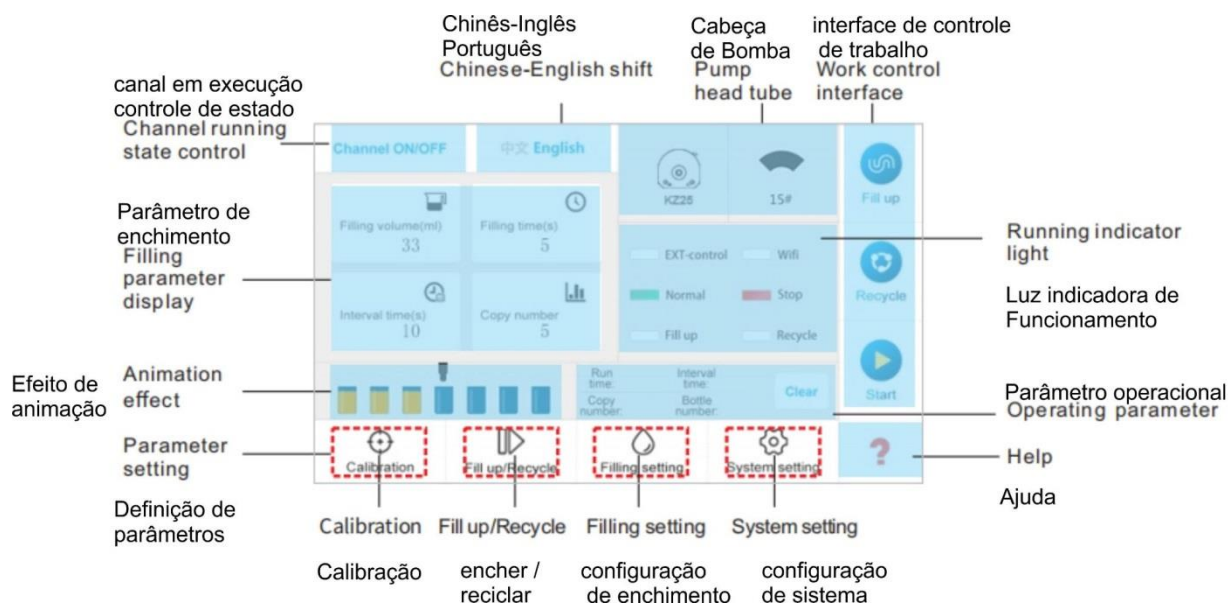 Chinês-Inglês
Português
Chinese-English shift
Cabeça
de Bomba
Pump
head tube
interface de controle
de trabalho
Work control
interface
canal em execução
controle de estado
Channel running
state control
Channel ON/OFF
中文 English
KZ25
15#
Fill up
Parâmetro de
enchimento
Filling
parameter
display
Filling volume(ml)
33
Filling time(s)
5
Interval time(s)
10
Copy number
5
EXT-control
Wifi
Normal
Stop
Fill up
Recycle
Recycle
Running indicator
light
Luz indicadora de
Funcionamento
Efeito de
animação
Animation
effect
Run
time:
Interval
time:
Copy
number:
Bottle
number:
Clear
Start
Parâmetro operacional
Operating parameter
Parameter
setting
Definição de
parâmetros
Calibration
Fill up/Recycle
Filling setting
System setting
?
Help
Ajuda
Calibration
Fill up/Recycle
Filling setting
System setting
Calibração
encher /
reciclar
configuração
de enchimento
configuração
de sistema